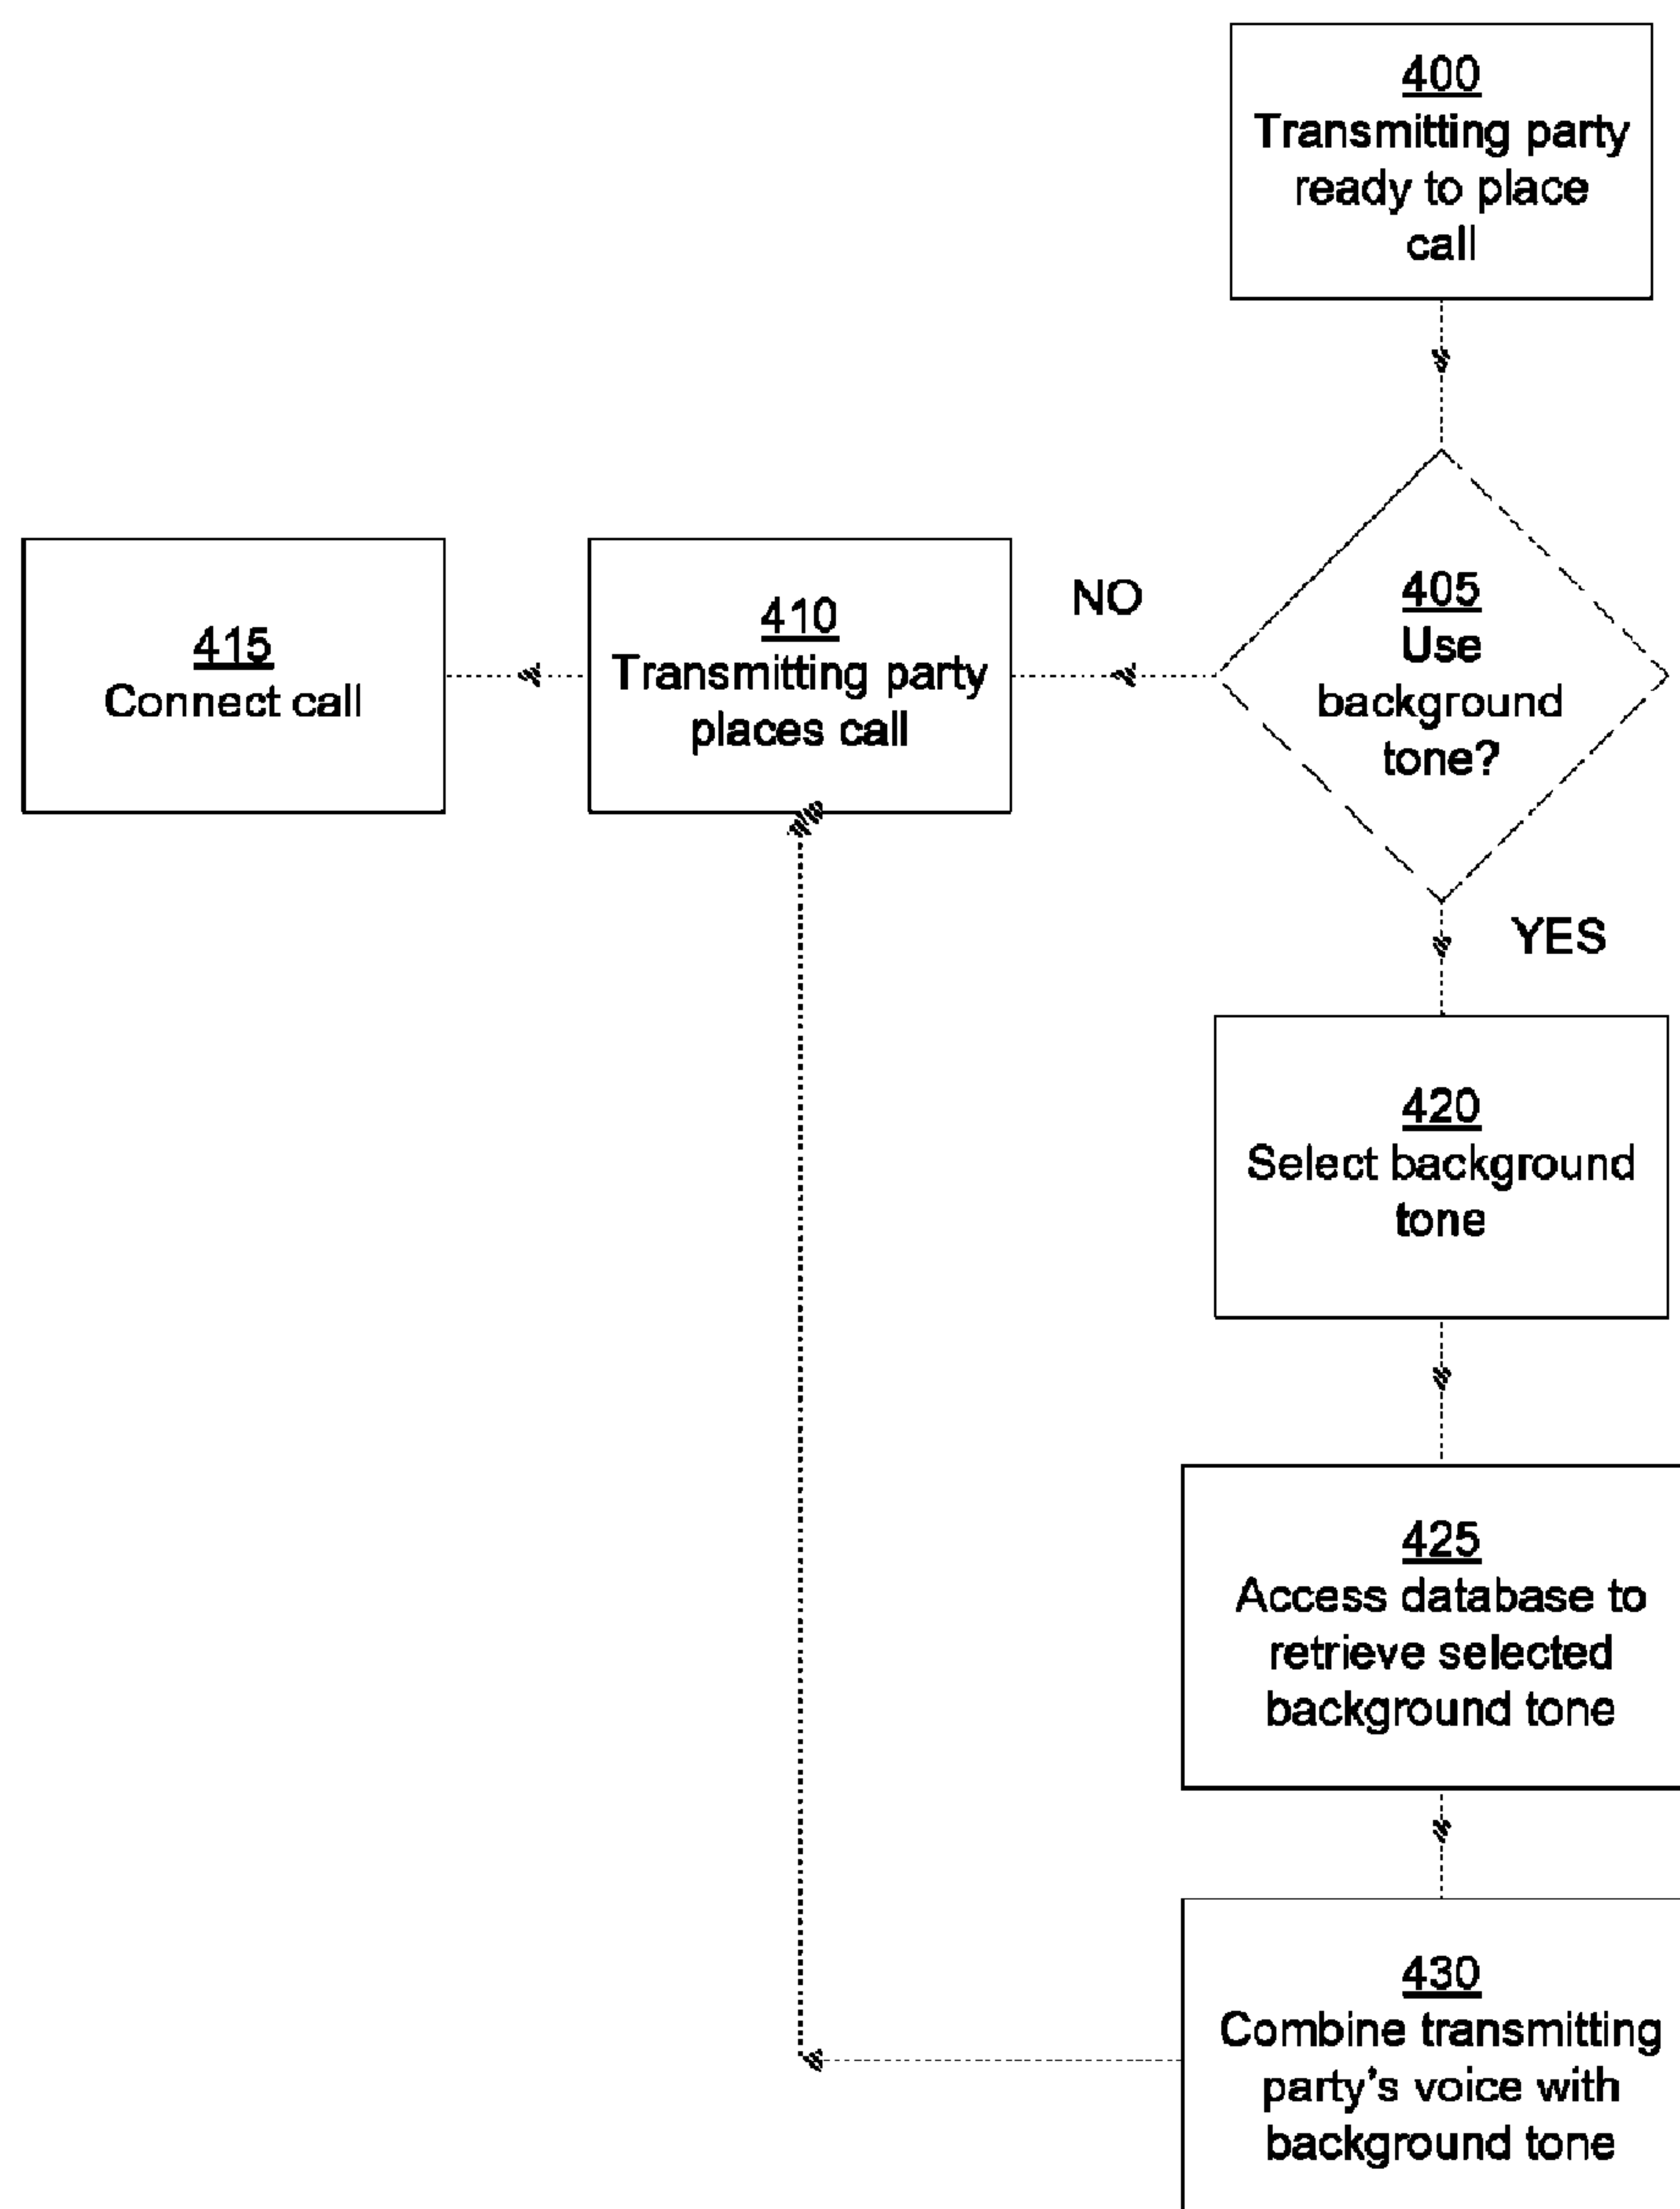 400
Transmitting party
ready to place
call
405
Use
background
tone?
NO
410
Transmitting party
places call
415
Connect call
YES
420
Select background
tone
425
Access database to
retrieve selected
background tone
430
Combine transmitting
party's voice with
background tone